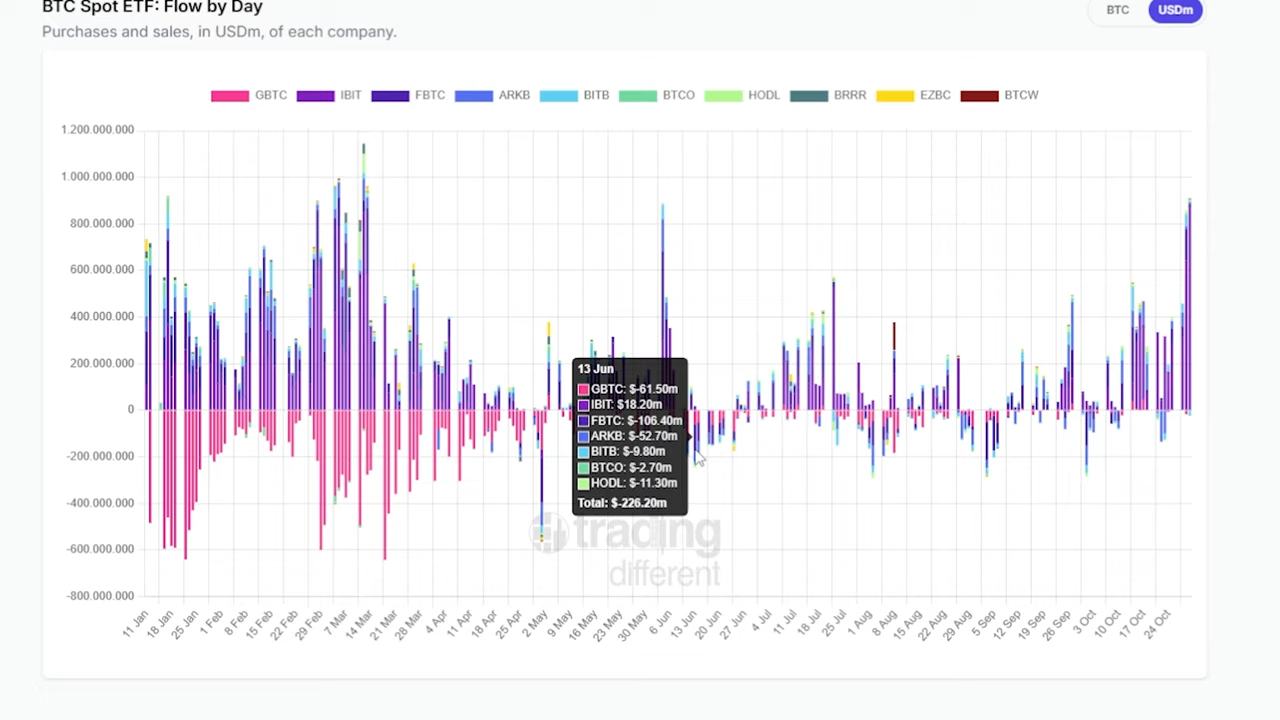 BTC Spot ETF: Flow by Day
BTC USDm
Purchases and sales, in USDm, of each company.
GBTC IBIT FBTC ARKB BITB BTCO HODL BRRR EZBC BTCW
1.200.000.000
1.000.000.000
800.000.000
600.000.000
400.000.000
200.000.000
0
-200.000.000
-400.000.000
-600.000.000
-800.000.000
13 Jun
GBTC: $-61.50m
IBIT: $18.20m
FBTC: $-106.40m
ARKB: $-52.70m
BITB: $-9.80m
BTCO: $-2.70m
HODL: $-11.30m
Total: $-226.20m
trading
different
11 Jan 18 Jan 25 Jan 1 Feb 8 Feb 15 Feb 22 Feb 29 Feb 7 Mar 14 Mar 21 Mar 28 Mar 4 Apr 11 Apr 18 Apr 25 Apr 2 May 9 May 16 May 23 May 30 May 6 Jun 13 Jun 20 Jun 27 Jun 4 Jul 11 Jul 18 Jul 25 Jul 1 Aug 8 Aug 15 Aug 22 Aug 29 Aug 5 Sep 12 Sep 19 Sep 26 Sep 3 Oct 10 Oct 17 Oct 24 Oct